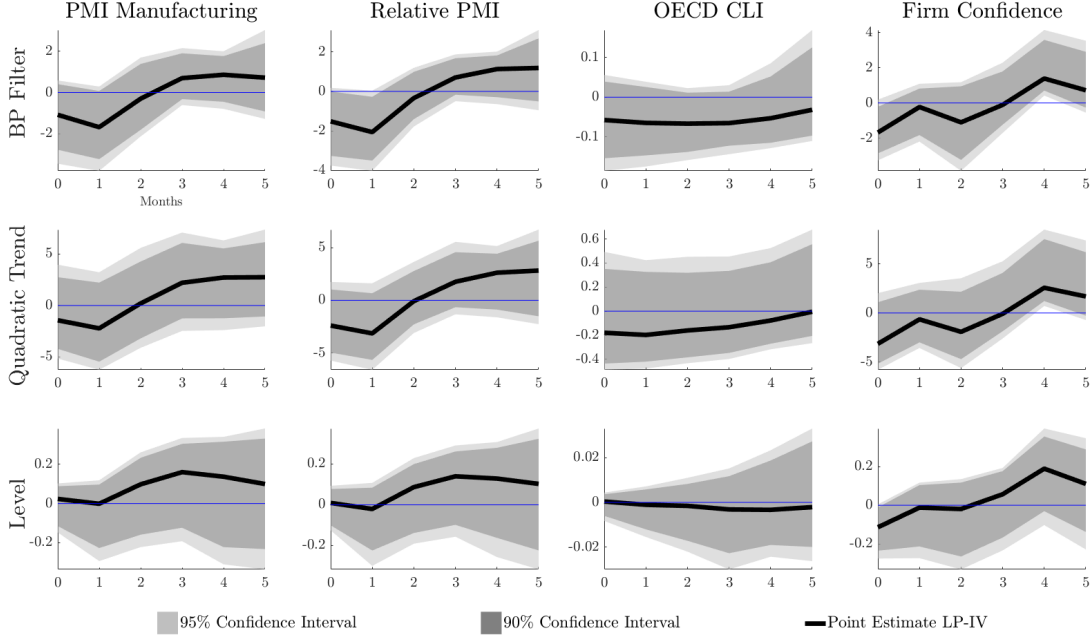 PMI Manufacturing Relative PMI OECD CLI Firm Confidence
BP Filter
2
0
-2
0 1 2 3 4 5
Months
2
0
-2
-4
0 1 2 3 4 5
0.1
0
-0.1
0 1 2 3 4 5
4
2
0
-2
0 1 2 3 4 5
Quadratic Trend
5
0
-5
0 1 2 3 4 5
5
0
-5
0 1 2 3 4 5
0.6
0.4
0.2
0
-0.2
-0.4
0 1 2 3 4 5
5
0
-5
0 1 2 3 4 5
Level
0.2
0
-0.2
0 1 2 3 4 5
0.2
0
-0.2
0 1 2 3 4 5
0.02
0
-0.02
0 1 2 3 4 5
0.2
0
-0.2
0 1 2 3 4 5
95% Confidence Interval 90% Confidence Interval Point Estimate LP-IV